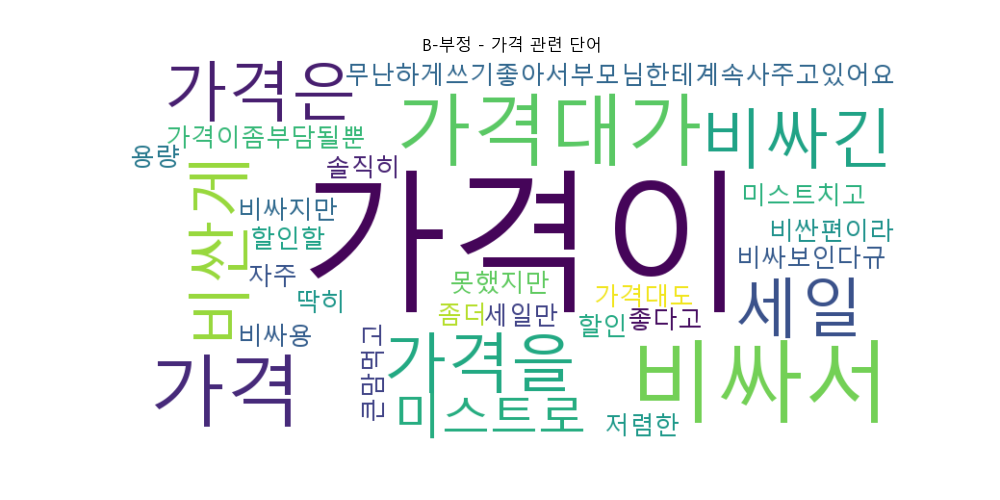 B-부정 - 가격 관련 단어
가격은
무난하게쓰기좋아서부모님한테계속사주고있어요
가격대가
비싸긴
가격이좀부담될뿐
용량
솔직히
비싼게
가격이
미스트치고
비싸지만
비싼편이라
할인할
비싸보인다규
자주
못했지만
딱히
가격대도
세일
좀더
세일만
할인
좋다고
비싸용
큰맘먹고
가격을
비싸서
가격
미스트로
저렴한